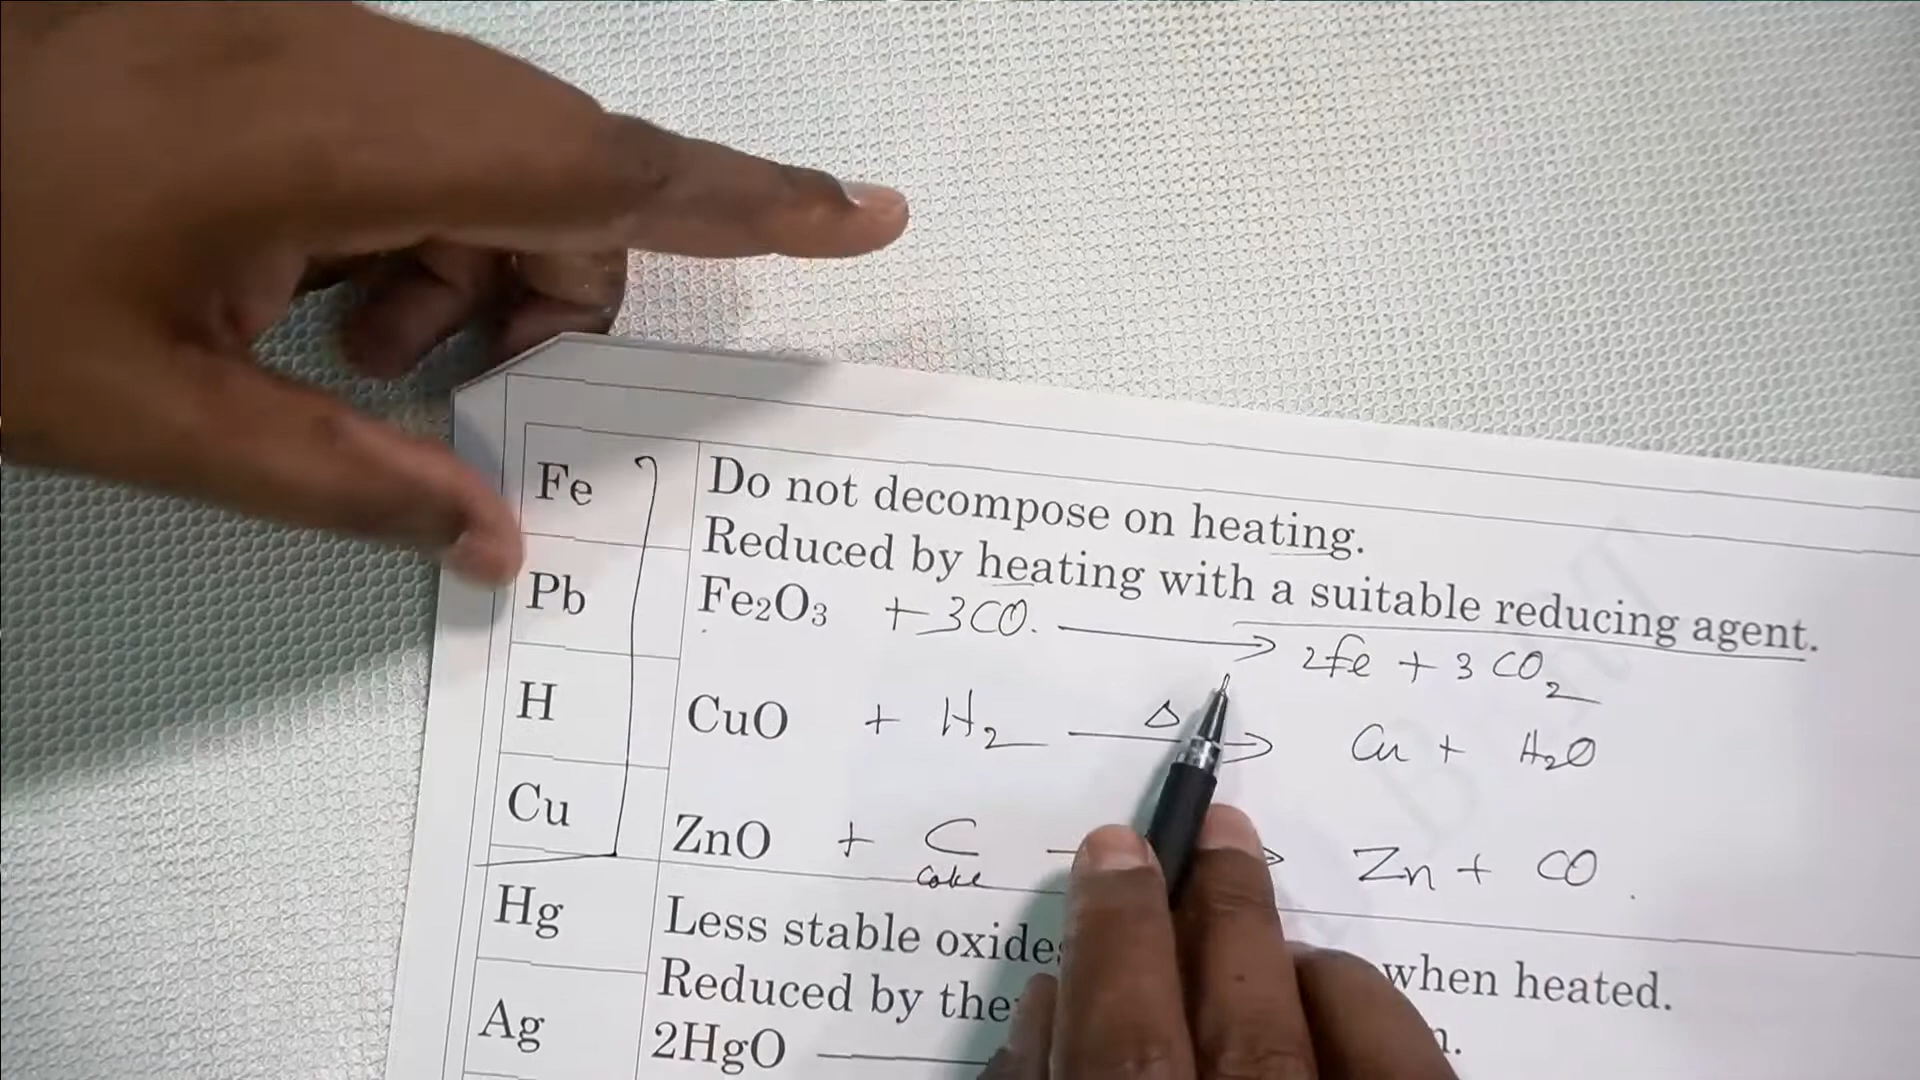 Fe
Do not decompose on heating.
Reduced by heating with a suitable reducing agent.
Pb
Fe₂O₃ + 3CO. ⟶ 2Fe + 3CO₂
H
CuO + H₂ —Δ→ Cu + H₂O
Cu
ZnO + C → Zn + CO.
Coke
Hg
Less stable oxides when heated.
Ag
Reduced by
2HgO